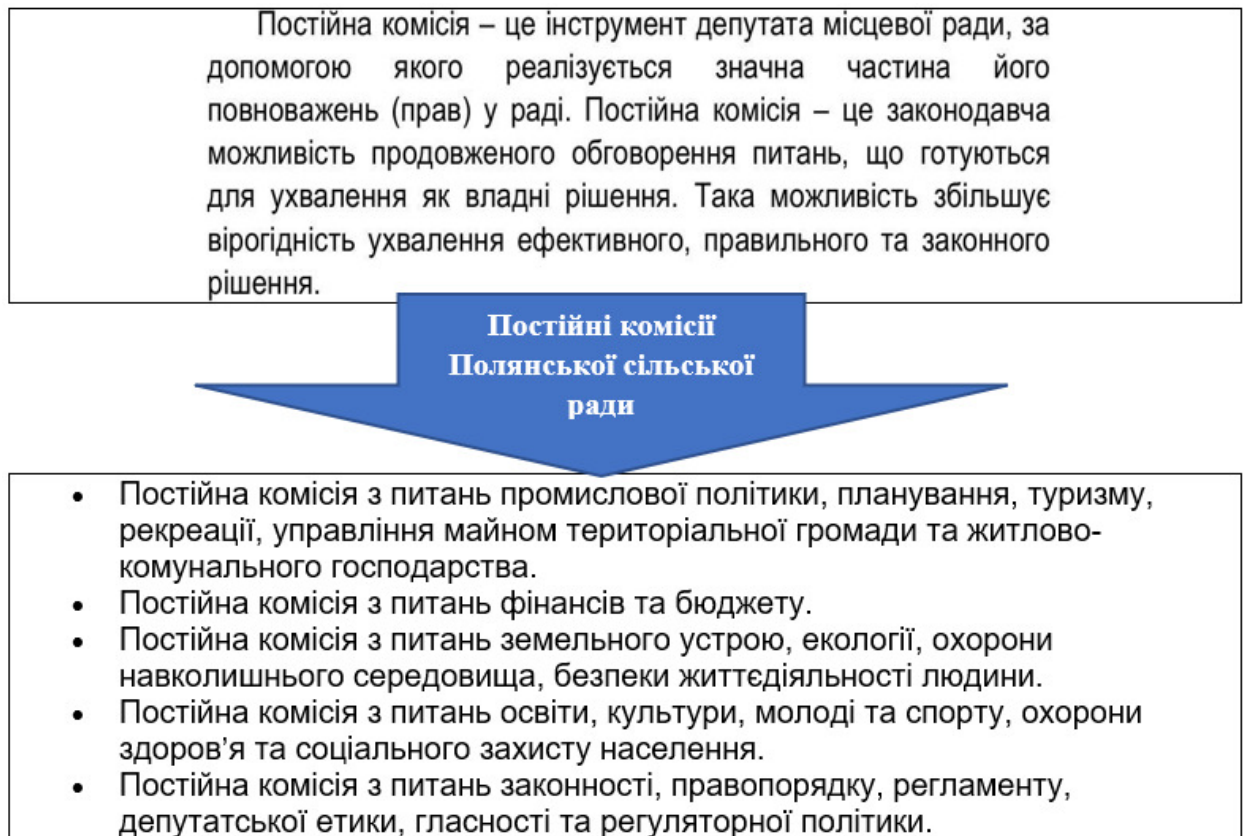 Постійна комісія – це інструмент депутата місцевої ради, за
допомогою якого реалізується значна частина його
повноважень (прав) у раді. Постійна комісія – це законодавча
можливість продовженого обговорення питань, що готуються
для ухвалення як владні рішення. Така можливість збільшує
вірогідність ухвалення ефективного, правильного та законного
рішення.
Постійні комісії
Полянської сільської
ради
• Постійна комісія з питань промислової політики, планування, туризму,
рекреації, управління майном територіальної громади та житлово-
комунального господарства.
• Постійна комісія з питань фінансів та бюджету.
• Постійна комісія з питань земельного устрою, екології, охорони
навколишнього середовища, безпеки життєдіяльності людини.
• Постійна комісія з питань освіти, культури, молоді та спорту, охорони
здоров’я та соціального захисту населення.
• Постійна комісія з питань законності, правопорядку, регламенту,
депутатської етики, гласності та регуляторної політики.